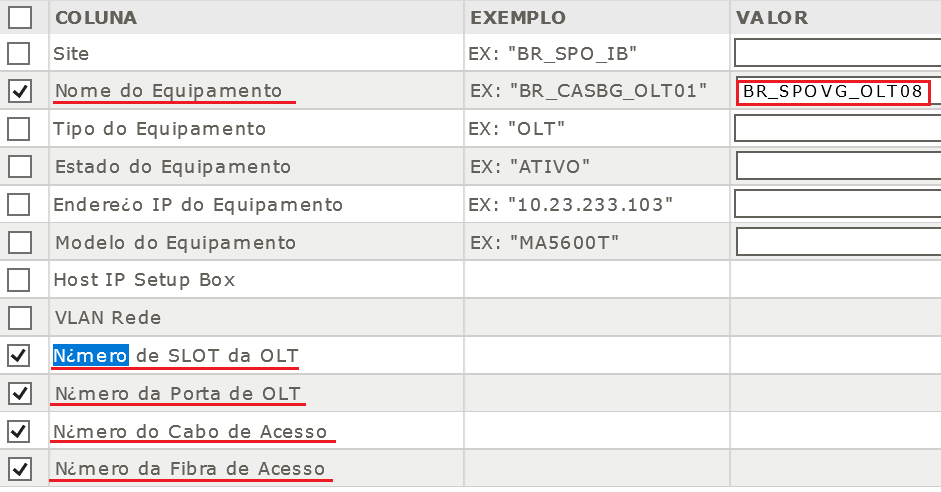 COLUNA EXEMPLO VALOR
Site EX: "BR_SPO_IB"
Nome do Equipamento EX: "BR_CASBG_OLT01" BR_SPOVG_OLT08
Tipo do Equipamento EX: "OLT"
Estado do Equipamento EX: "ATIVO"
Endere¿o IP do Equipamento EX: "10.23.233.103"
Modelo do Equipamento EX: "MA5600T"
Host IP Setup Box
VLAN Rede
N¿mero de SLOT da OLT
N¿mero da Porta de OLT
N¿mero do Cabo de Acesso
N¿mero da Fibra de Acesso